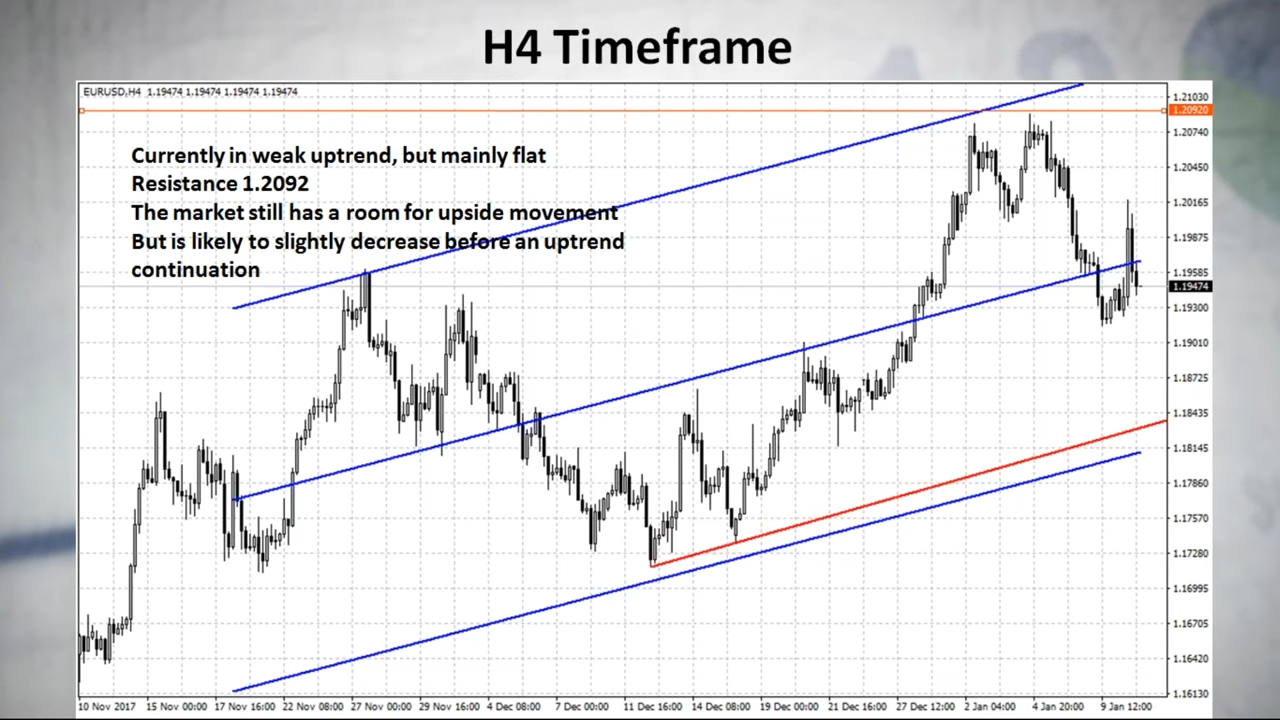 H4 Timeframe
EURUSD,H4 1.19474 1.19474 1.19474 1.19474
Currently in weak uptrend, but mainly flat
Resistance 1.2092
The market still has a room for upside movement
But is likely to slightly decrease before an uptrend
continuation
1.21030
1.20920
1.20740
1.20450
1.20165
1.19875
1.19585
1.19474
1.19300
1.19010
1.18725
1.18435
1.18145
1.17860
1.17570
1.17280
1.16995
1.16705
1.16420
1.16130
10 Nov 2017 15 Nov 00:00 17 Nov 16:00 22 Nov 08:00 27 Nov 00:00 29 Nov 16:00 4 Dec 08:00 7 Dec 00:00 11 Dec 16:00 14 Dec 08:00 19 Dec 00:00 21 Dec 16:00 27 Dec 12:00 2 Jan 04:00 4 Jan 20:00 9 Jan 12:00